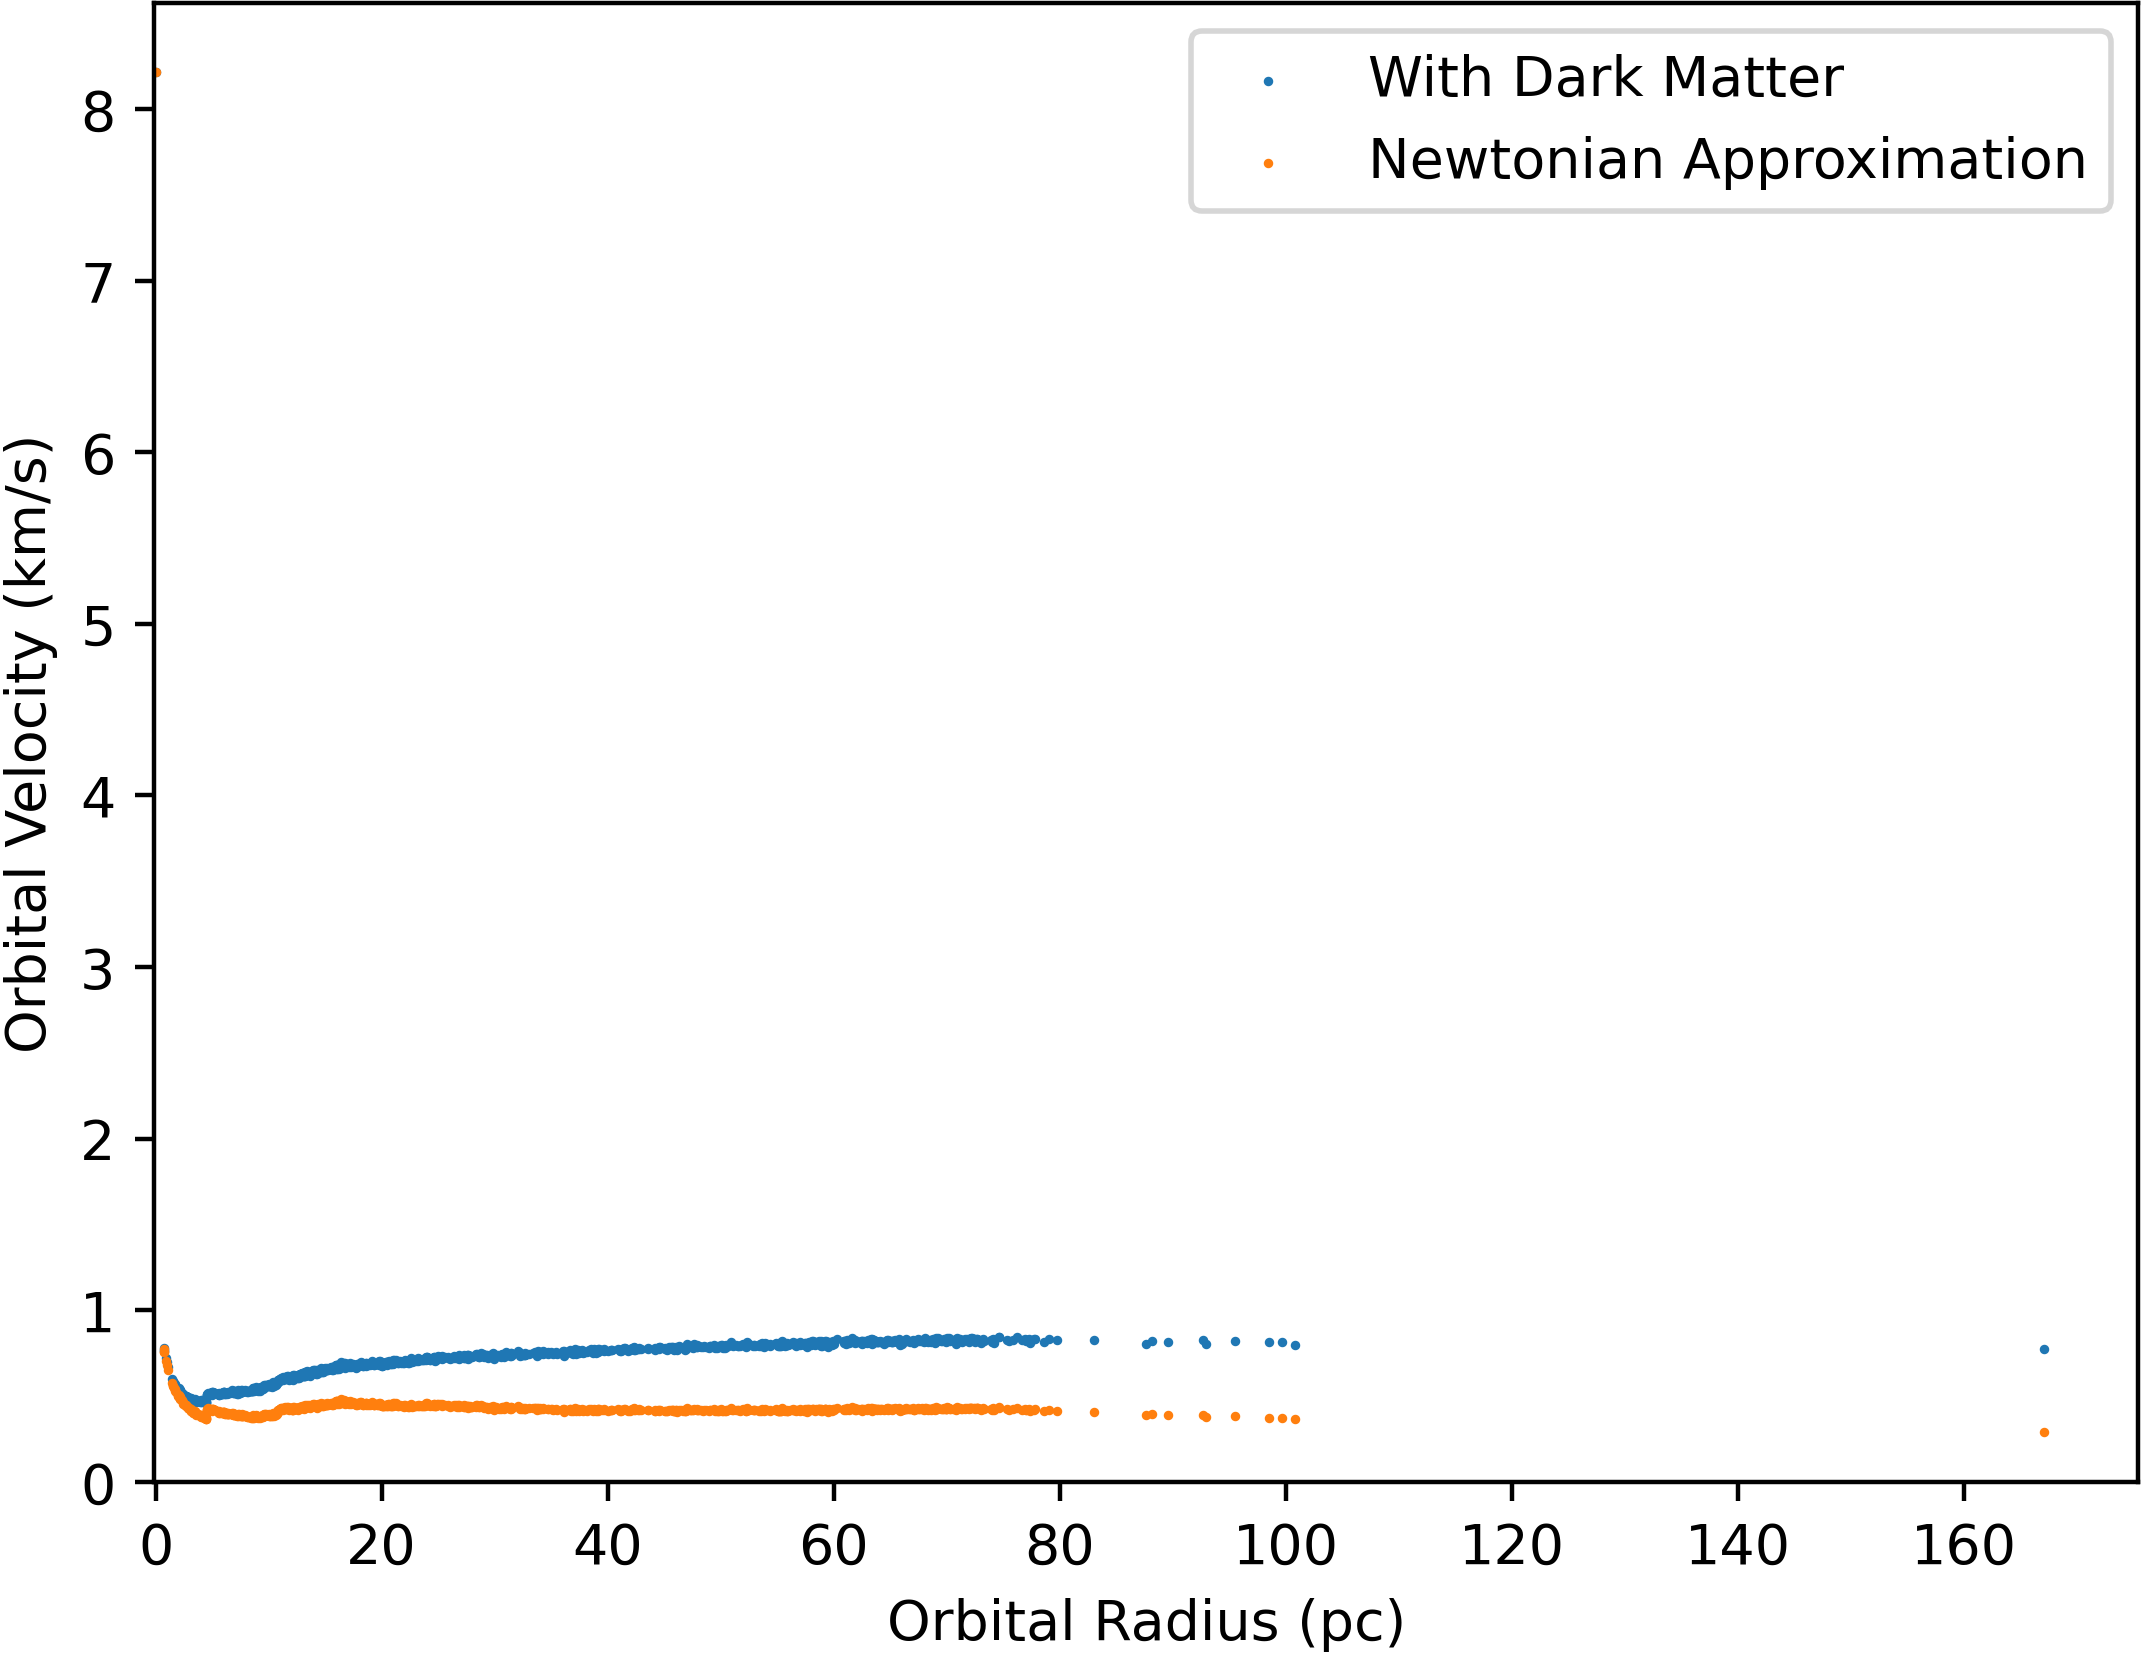 With Dark Matter
Newtonian Approximation
Orbital Velocity (km/s)
8
7
6
5
4
3
2
1
0
0 20 40 60 80 100 120 140 160
Orbital Radius (pc)